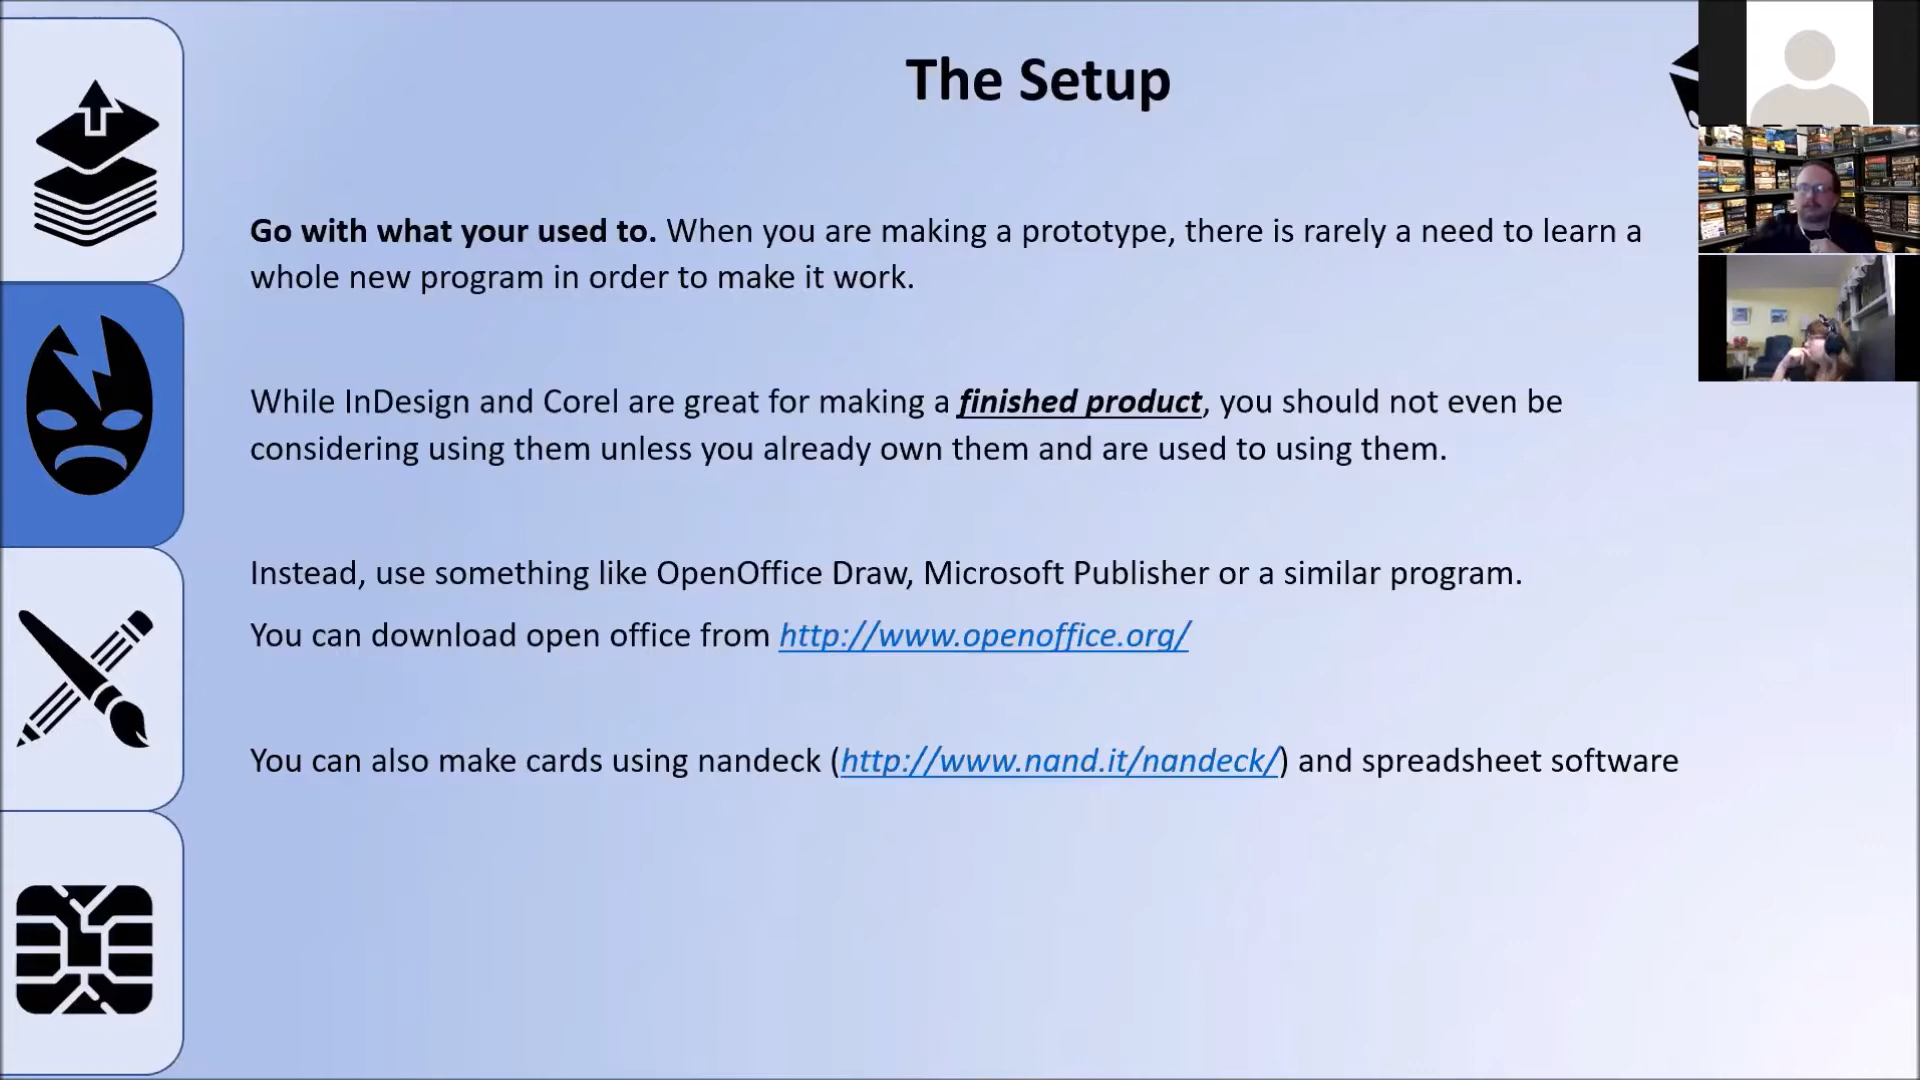 The Setup
Go with what your used to. When you are making a prototype, there is rarely a need to learn a
whole new program in order to make it work.
While InDesign and Corel are great for making a finished product, you should not even be
considering using them unless you already own them and are used to using them.
Instead, use something like OpenOffice Draw, Microsoft Publisher or a similar program.
You can download open office from http://www.openoffice.org/
You can also make cards using nandeck (http://www.nand.it/nandeck/) and spreadsheet software